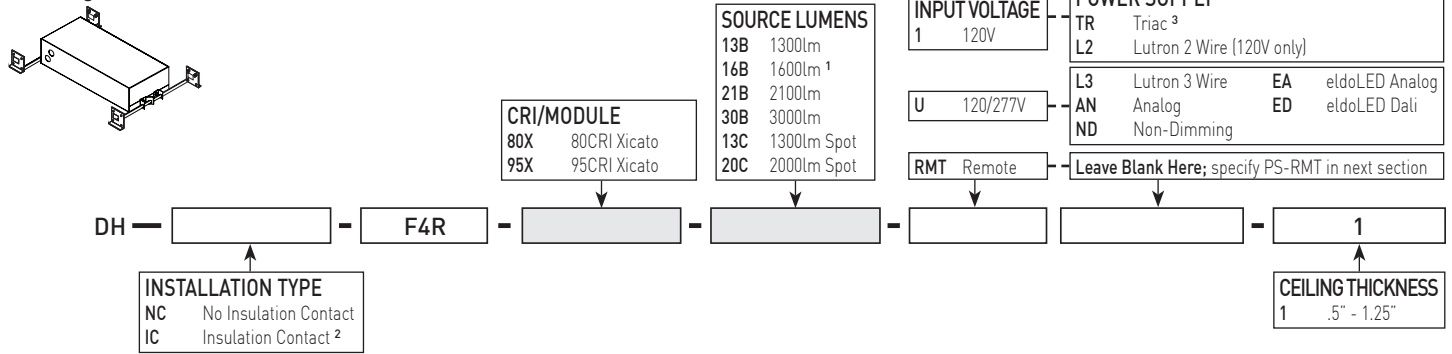 SOURCE LUMENS
13B 1300lm
16B 1600lm ¹
21B 2100lm
30B 3000lm
13C 1300lm Spot
20C 2000lm Spot
INPUT VOLTAGE
1 120V
POWER SUPPLY
TR Triac ³
L2 Lutron 2 Wire (120V only)
CRI/MODULE
80X 80CRI Xicato
95X 95CRI Xicato
U 120/277V
L3 Lutron 3 Wire EA eldoLED Analog
AN Analog ED eldoLED Dali
ND Non-Dimming
RMT Remote
Leave Blank Here; specify PS-RMT in next section
DH — - F4R - - - - 1
INSTALLATION TYPE
NC No Insulation Contact
IC Insulation Contact ²
CEILING THICKNESS
1 .5" - 1.25"